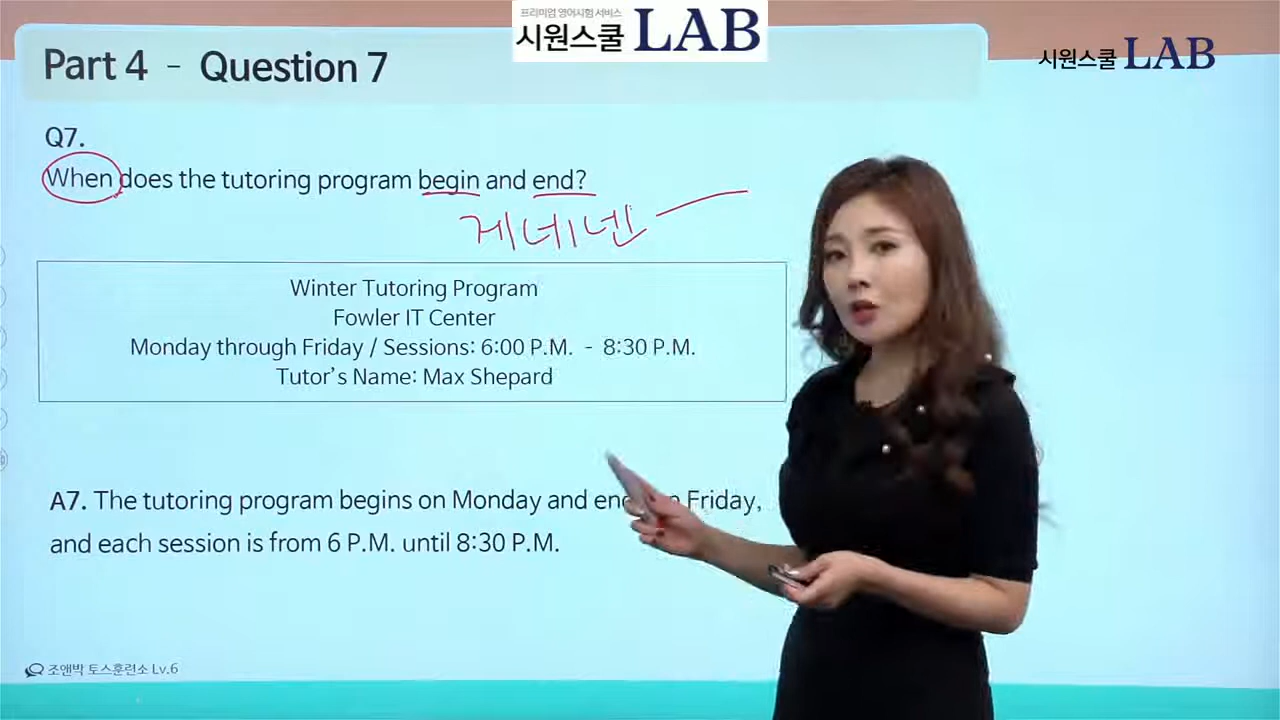 프리미엄 영어시험 서비스
시원스쿨 LAB
시원스쿨 LAB
Part 4 - Question 7
Q7.
When does the tutoring program begin and end?
게네넨
Winter Tutoring Program
Fowler IT Center
Monday through Friday / Sessions: 6:00 P.M. - 8:30 P.M.
Tutor's Name: Max Shepard
A7. The tutoring program begins on Monday and Friday,
and each session is from 6 P.M. until 8:30 P.M.
조앤박 토스훈련소 Lv.6